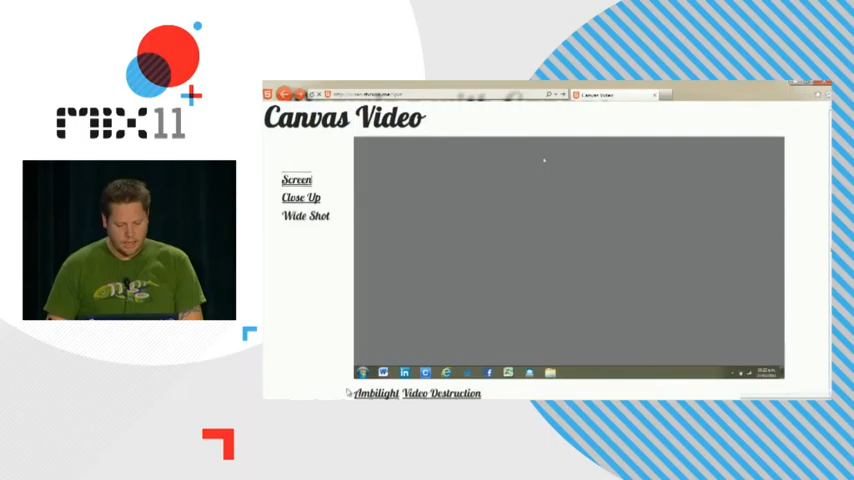 MIX11
Canvas Video
Canvas Video
Screen
Close Up
Wide Shot
Ambilight Video Destruction